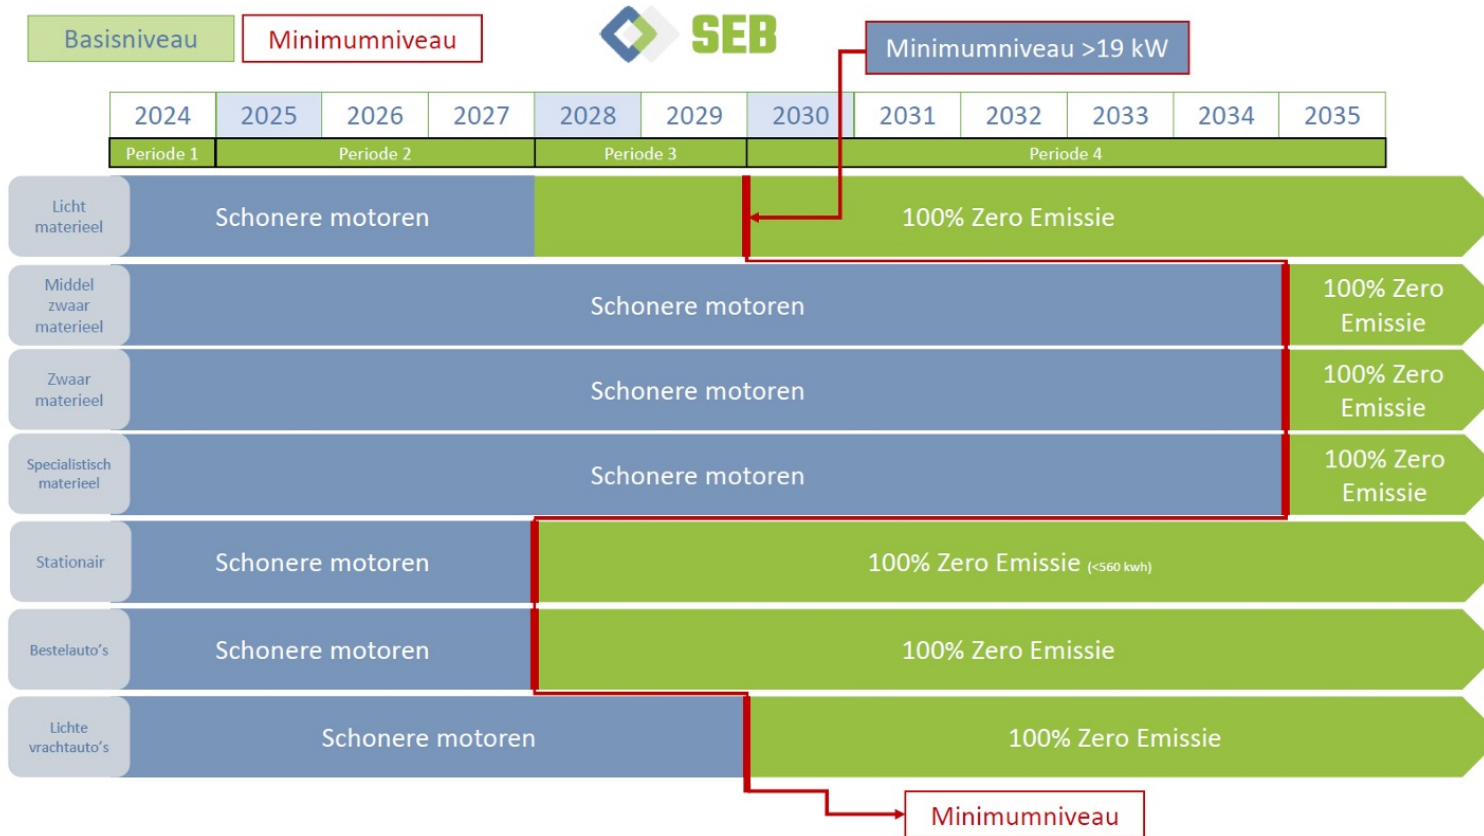 Basisniveau
Minimumniveau
SEB
Minimumniveau >19 kW
2024
2025
2026
2027
2028
2029
2030
2031
2032
2033
2034
2035
Periode 1
Periode 2
Periode 3
Periode 4
Licht
materieel
Schonere motoren
100% Zero Emissie
Middel
zwaar
materieel
Schonere motoren
100% Zero
Emissie
Zwaar
materieel
Schonere motoren
100% Zero
Emissie
Specialistisch
materieel
Schonere motoren
100% Zero
Emissie
Stationair
Schonere motoren
100% Zero Emissie (<560 kwh)
Bestelauto's
Schonere motoren
100% Zero Emissie
Lichte
vrachtauto's
Schonere motoren
100% Zero Emissie
Minimumniveau